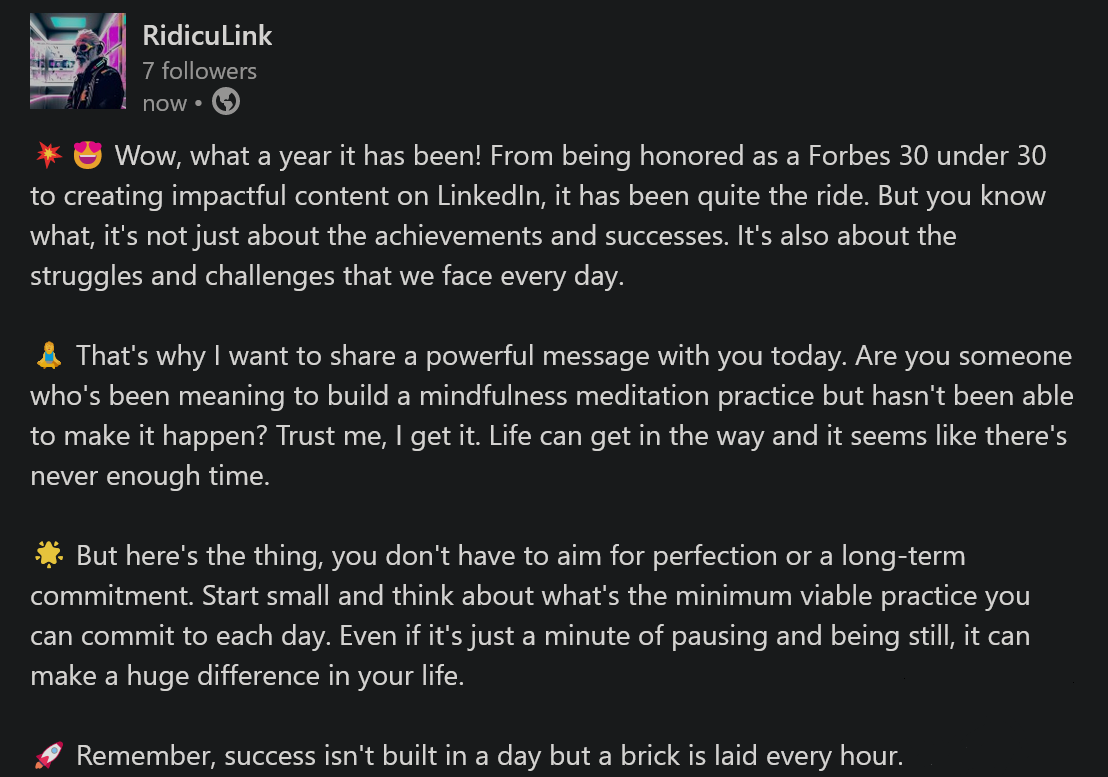 RidicuLink
7 followers
now •
💥 😍 Wow, what a year it has been! From being honored as a Forbes 30 under 30
to creating impactful content on LinkedIn, it has been quite the ride. But you know
what, it's not just about the achievements and successes. It's also about the
struggles and challenges that we face every day.
🧘 That's why I want to share a powerful message with you today. Are you someone
who's been meaning to build a mindfulness meditation practice but hasn't been able
to make it happen? Trust me, I get it. Life can get in the way and it seems like there's
never enough time.
🌟 But here's the thing, you don't have to aim for perfection or a long-term
commitment. Start small and think about what's the minimum viable practice you
can commit to each day. Even if it's just a minute of pausing and being still, it can
make a huge difference in your life.
🚀 Remember, success isn't built in a day but a brick is laid every hour.